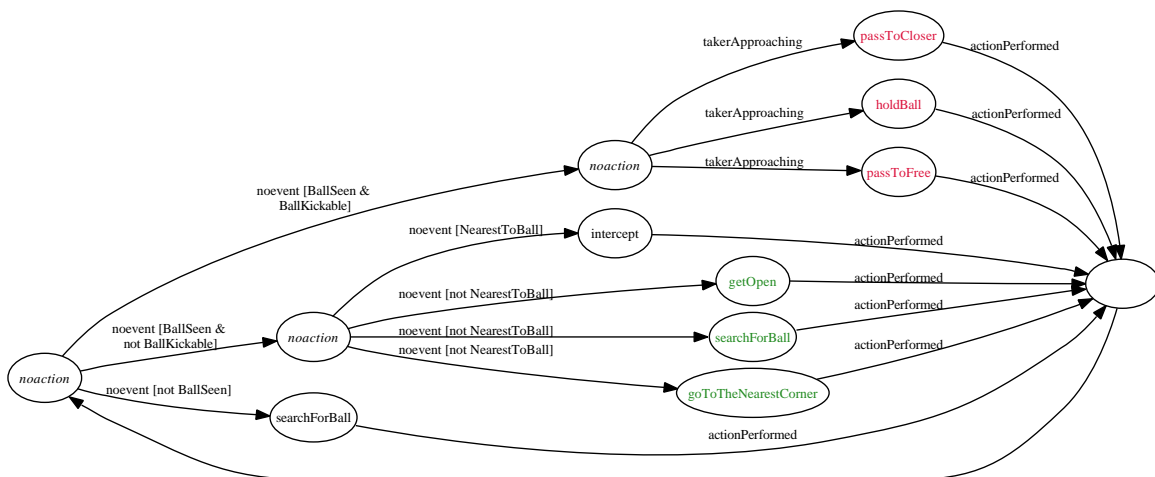 passToCloser
takerApproaching
actionPerformed
holdBall
takerApproaching
actionPerformed
noaction
takerApproaching
passToFree
actionPerformed
noevent [BallSeen &
BallKickable]
noevent [NearestToBall]
intercept
actionPerformed
getOpen
noevent [not NearestToBall]
actionPerformed
noevent [BallSeen &
not BallKickable]
noaction
noevent [not NearestToBall]
searchForBall
actionPerformed
noevent [not NearestToBall]
actionPerformed
noaction
noevent [not BallSeen]
goToTheNearestCorner
searchForBall
actionPerformed